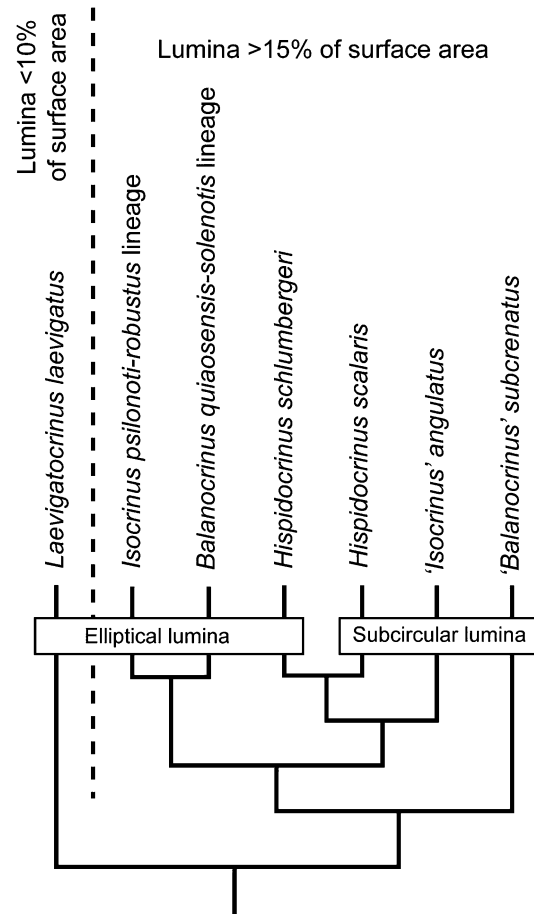 Lumina <10%
of surface area
Lumina >15% of surface area
Laevigatocrinus laevigatus
Isocrinus psilonoti-robustus lineage
Balanocrinus quiaosensis-solenotis lineage
Hispidocrinus schlumbergeri
Hispidocrinus scalaris
‘Isocrinus’ angulatus
‘Balanocrinus’ subcrenatus
Elliptical lumina
Subcircular lumina